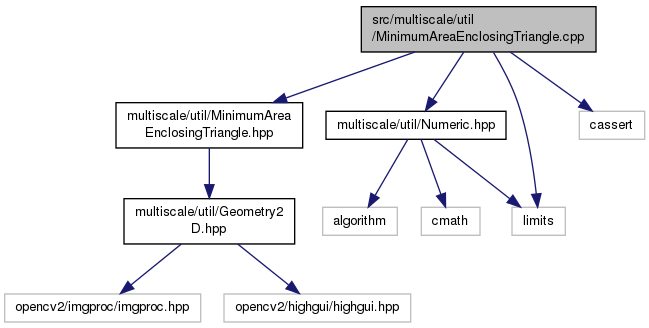 src/multiscale/util
/MinimumAreaEnclosingTriangle.cpp
multiscale/util/MinimumArea
EnclosingTriangle.hpp
multiscale/util/Numeric.hpp
cassert
multiscale/util/Geometry2
D.hpp
algorithm
cmath
limits
opencv2/imgproc/imgproc.hpp
opencv2/highgui/highgui.hpp